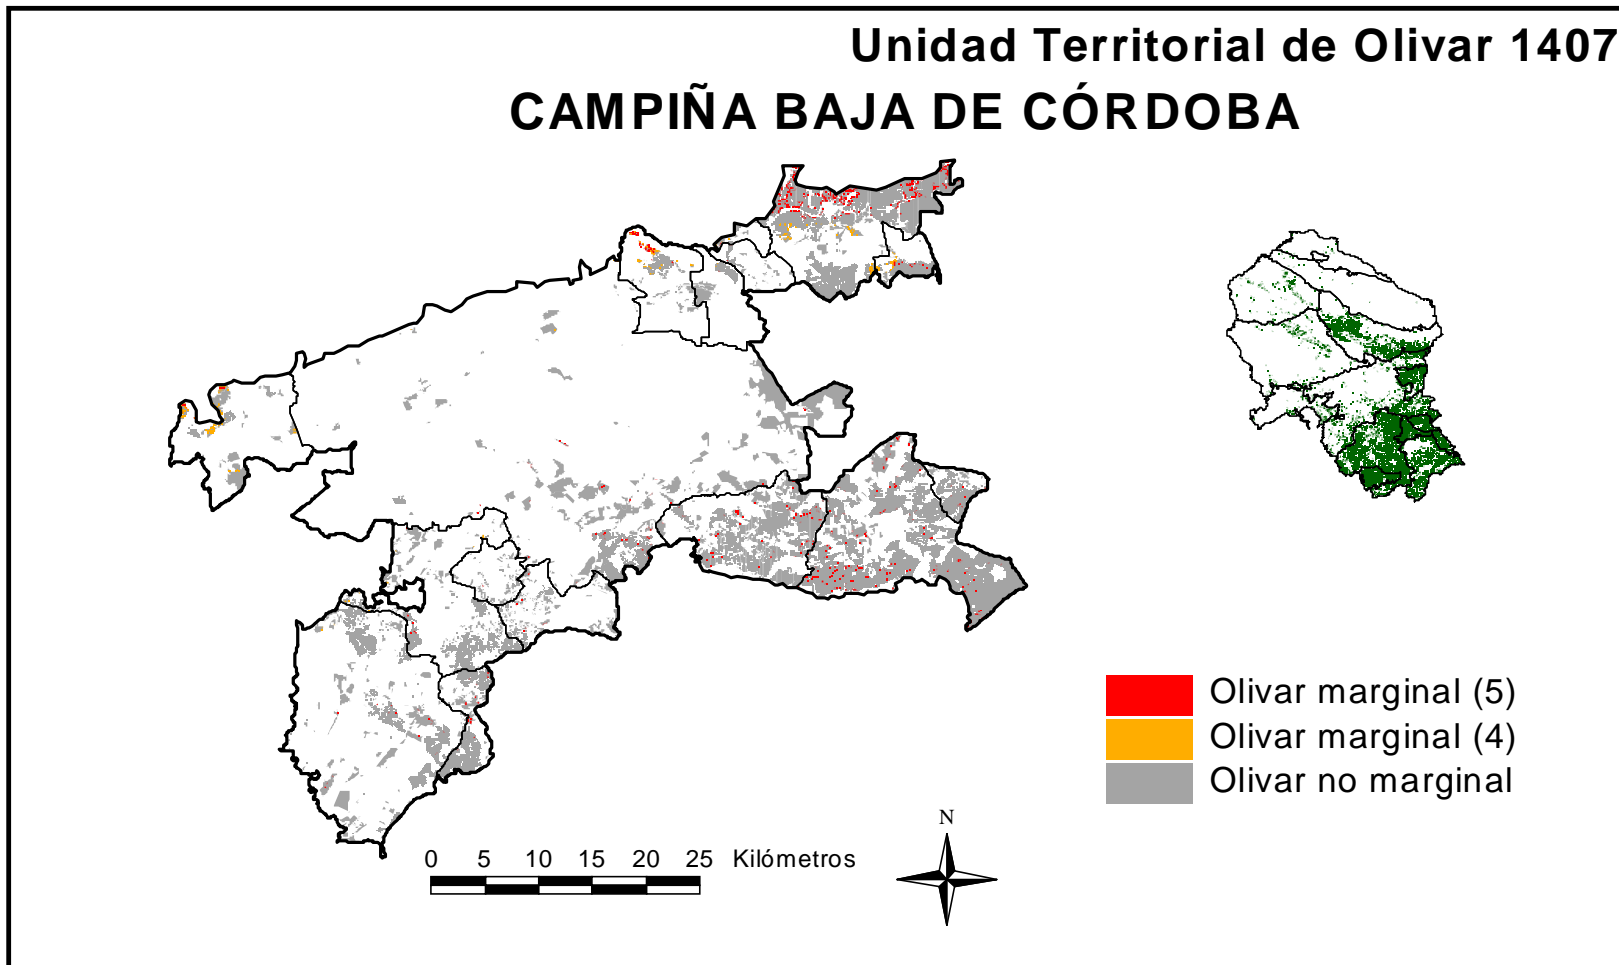 Unidad Territorial de Olivar 1407
CAMPIÑA BAJA DE CÓRDOBA
Olivar marginal (5)
Olivar marginal (4)
Olivar no marginal
N
0 5 10 15 20 25 Kilómetros